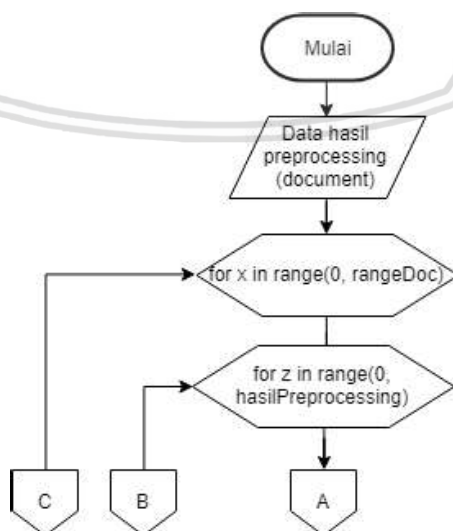 Mulai
Data hasil
preprocessing
(document)
for x in range(0, rangeDoc)
for z in range(0,
hasilPreprocessing)
C
B
A